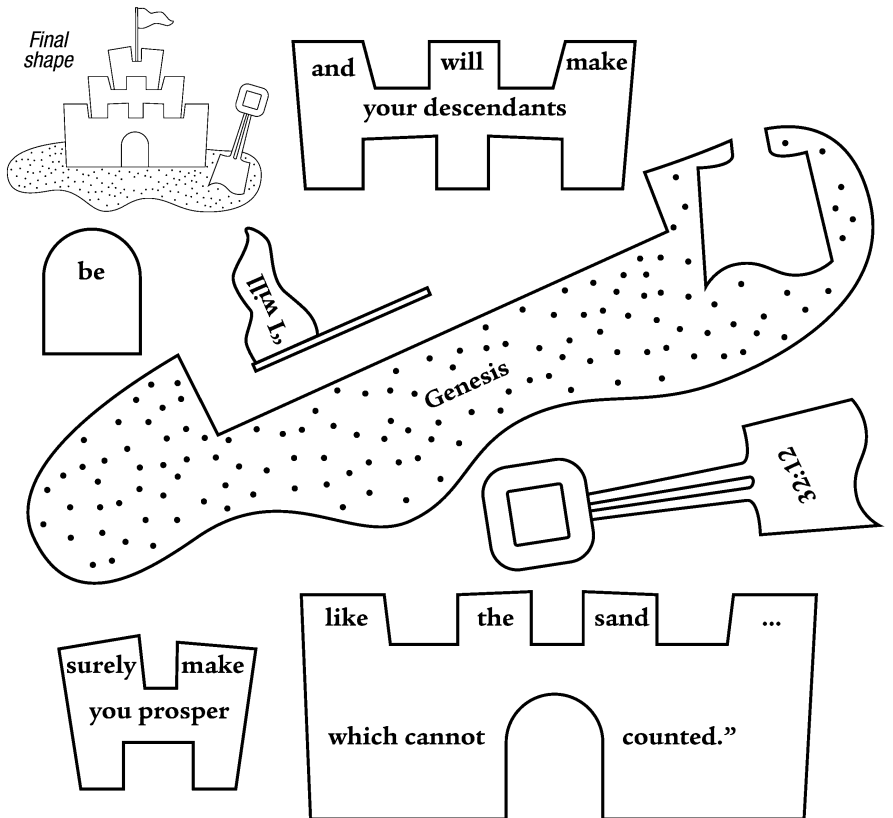 Final
shape
and will make
your descendants
be
“I will
Genesis
32:12
surely make
you prosper
like the sand ...
which cannot counted.”